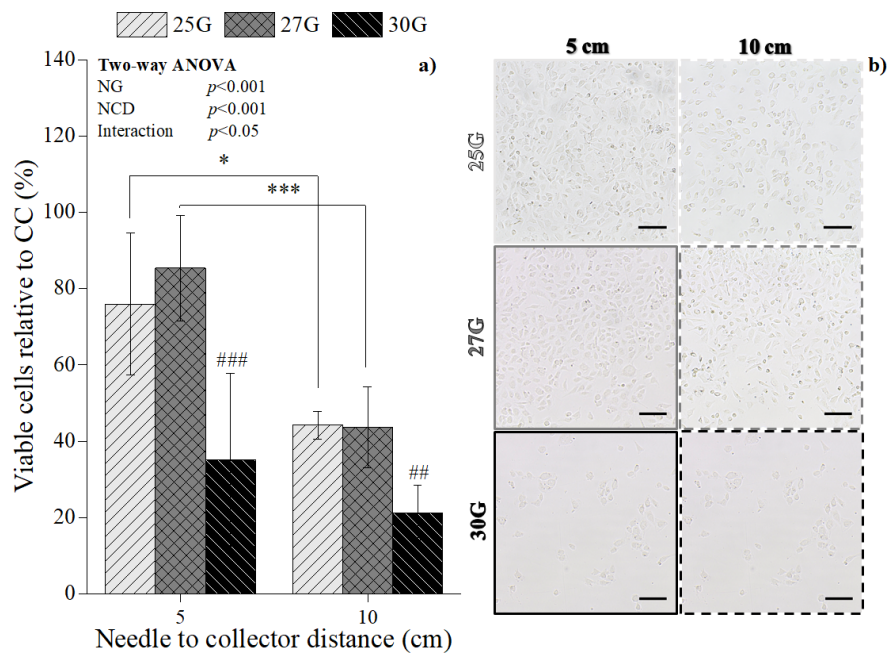 25G 27G 30G
140
120
100
80
60
40
20
0
Viable cells relative to CC (%)
Two-way ANOVA
NG p<0.001
NCD p<0.001
Interaction p<0.05
a)
*
***
###
##
5 10
Needle to collector distance (cm)
b)
5 cm 10 cm
25G
27G
30G